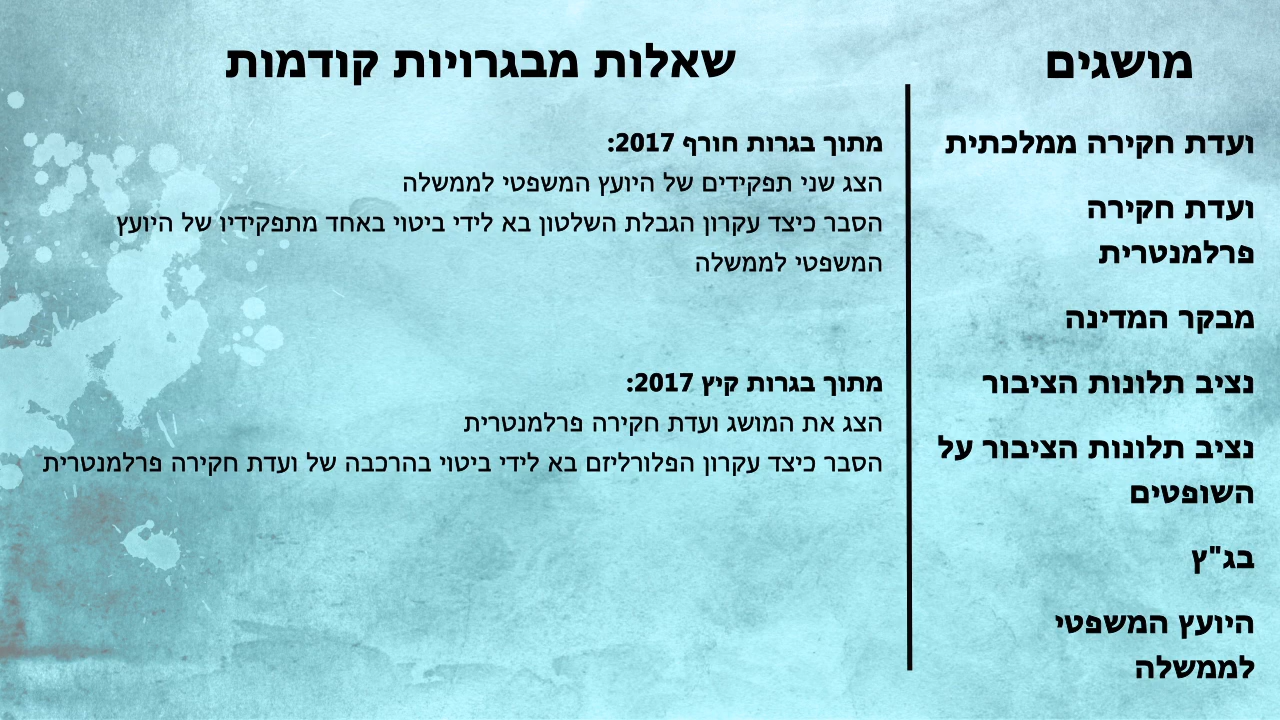 מושגים
ועדת חקירה ממלכתית
ועדת חקירה
פרלמנטרית
מבקר המדינה
נציב תלונות הציבור
נציב תלונות הציבור על
השופטים
בג"ץ
היועץ המשפטי
לממשלה
שאלות מבגרויות קודמות
מתוך בגרות חורף 2017:
הצג שני תפקידים של היועץ המשפטי לממשלה
הסבר כיצד עקרון הגבלת השלטון בא לידי ביטוי באחד מתפקידיו של היועץ
המשפטי לממשלה
מתוך בגרות קיץ 2017:
הצג את המושג ועדת חקירה פרלמנטרית
הסבר כיצד עקרון הפלורליזם בא לידי ביטוי בהרכבה של ועדת חקירה פרלמנטרית